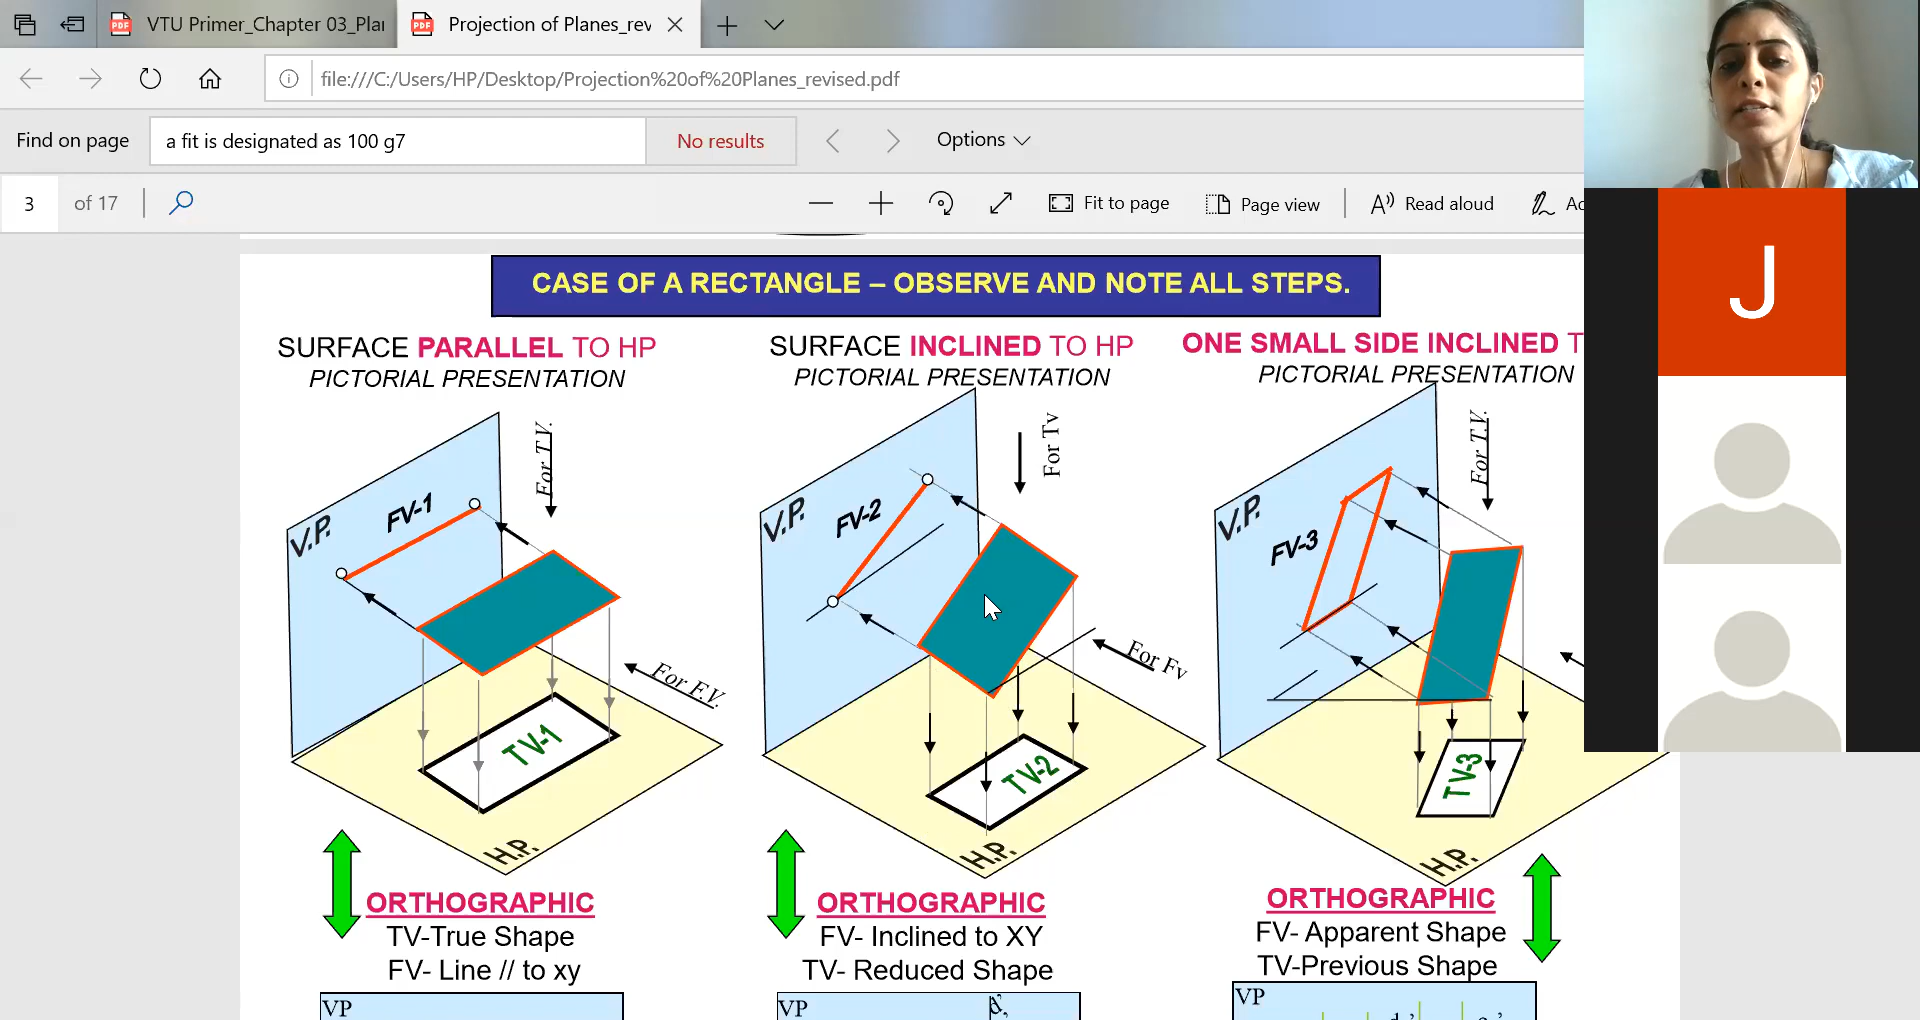 VTU Primer_Chapter 03_Plan
Projection of Planes_rev
file:///C:/Users/HP/Desktop/Projection%20of%20Planes_revised.pdf
Find on page
a fit is designated as 100 g7
No results
Options
3
of 17
Fit to page
Page view
Read aloud
J
CASE OF A RECTANGLE – OBSERVE AND NOTE ALL STEPS.
SURFACE PARALLEL TO HP
PICTORIAL PRESENTATION
SURFACE INCLINED TO HP
PICTORIAL PRESENTATION
ONE SMALL SIDE INCLINED T
PICTORIAL PRESENTATION
V.P.
FV-1
For T.V.
For F.V.
TV-1
H.P.
V.P.
FV-2
For Tv
For Fv
TV-2
H.P.
V.P.
FV-3
For T.V.
TV-3
H.P.
ORTHOGRAPHIC
TV-True Shape
FV- Line // to xy
ORTHOGRAPHIC
FV- Inclined to XY
TV- Reduced Shape
ORTHOGRAPHIC
FV- Apparent Shape
TV-Previous Shape
VP
VP
VP